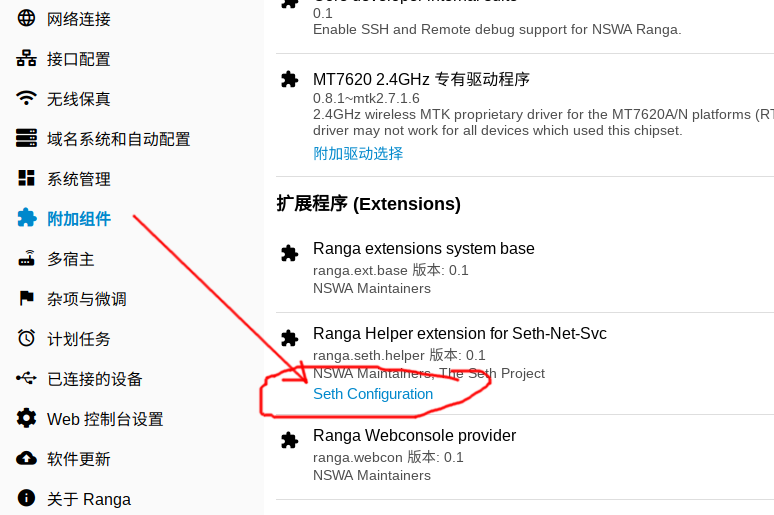 网络连接
接口配置
无线保真
域名系统和自动配置
系统管理
附加组件
多宿主
杂项与微调
计划任务
已连接的设备
Web 控制台设置
软件更新
关于 Ranga
Core developer internal suite
0.1
Enable SSH and Remote debug support for NSWA Ranga.
MT7620 2.4GHz 专有驱动程序
0.8.1~mtk2.7.1.6
2.4GHz wireless MTK proprietary driver for the MT7620A/N platforms (RT
driver may not work for all devices which used this chipset.
附加驱动选择
扩展程序 (Extensions)
Ranga extensions system base
ranga.ext.base 版本: 0.1
NSWA Maintainers
Ranga Helper extension for Seth-Net-Svc
ranga.seth.helper 版本: 0.1
NSWA Maintainers, The Seth Project
Seth Configuration
Ranga Webconsole provider
ranga.webcon 版本: 0.1
NSWA Maintainers